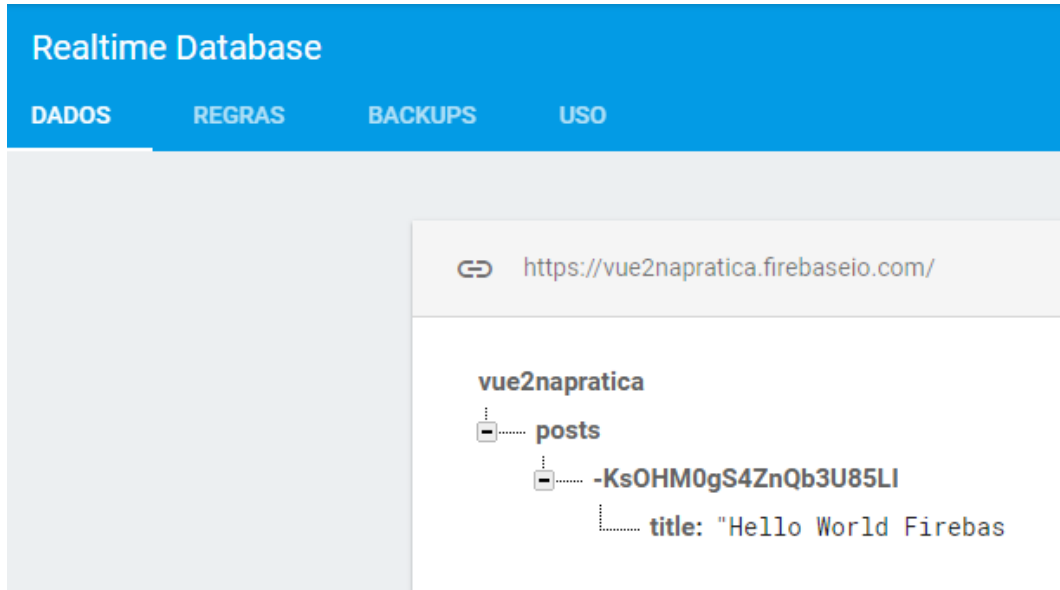 Realtime Database
DADOS REGRAS BACKUPS USO
https://vue2napratica.firebaseio.com/
vue2napratica
posts
-KsOHM0gS4ZnQb3U85LI
title: "Hello World Firebas